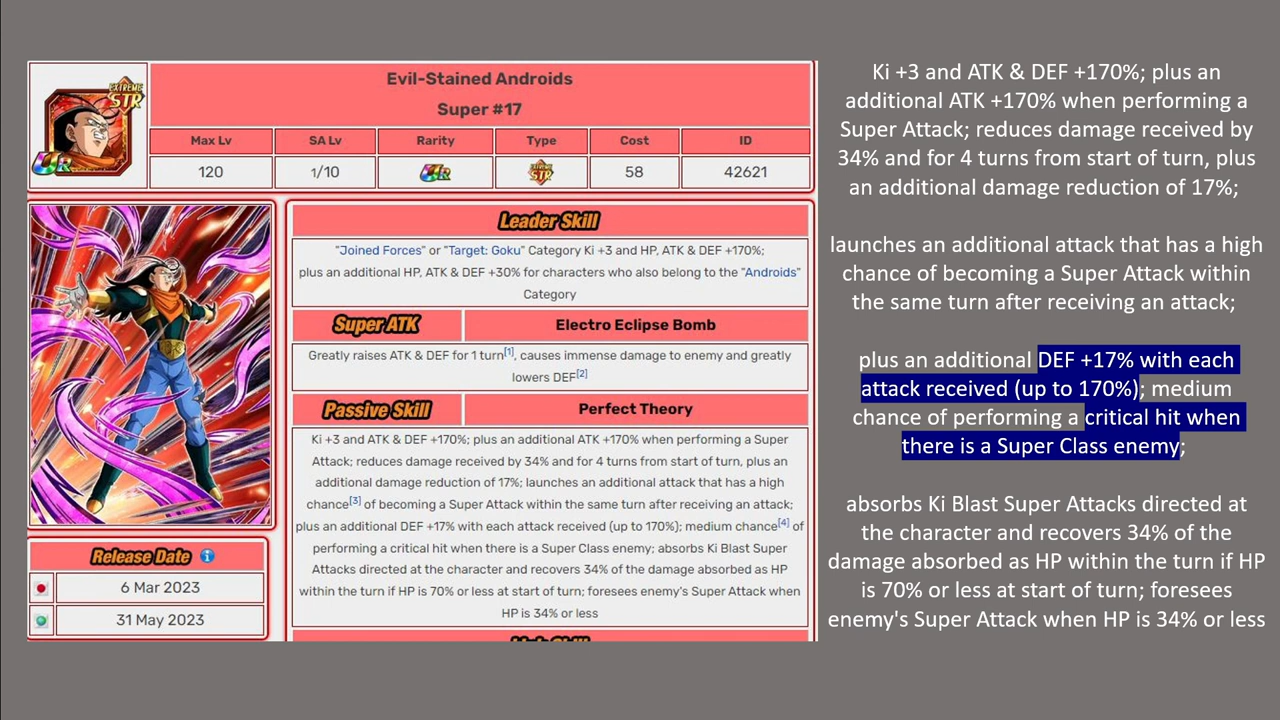 Evil-Stained Androids
Super #17
EXTREME
STR
UR
Max Lv
SA Lv
Rarity
Type
Cost
ID
120
1/10
UR
EXTREME
STR
58
42621
Leader Skill
"Joined Forces" or "Target: Goku" Category Ki +3 and HP, ATK & DEF +170%;
plus an additional HP, ATK & DEF +30% for characters who also belong to the "Androids"
Category
Super ATK
Electro Eclipse Bomb
Greatly raises ATK & DEF for 1 turn[1], causes immense damage to enemy and greatly
lowers DEF[2]
Passive Skill
Perfect Theory
Ki +3 and ATK & DEF +170%; plus an additional ATK +170% when performing a Super
Attack; reduces damage received by 34% and for 4 turns from start of turn, plus an
additional damage reduction of 17%; launches an additional attack that has a high
chance[3] of becoming a Super Attack within the same turn after receiving an attack;
plus an additional DEF +17% with each attack received (up to 170%); medium chance[4] of
performing a critical hit when there is a Super Class enemy; absorbs Ki Blast Super
Attacks directed at the character and recovers 34% of the damage absorbed as HP
within the turn if HP is 70% or less at start of turn; foresees enemy's Super Attack when
HP is 34% or less
Release Date
6 Mar 2023
31 May 2023
Ki +3 and ATK & DEF +170%; plus an
additional ATK +170% when performing a
Super Attack; reduces damage received by
34% and for 4 turns from start of turn, plus
an additional damage reduction of 17%;
launches an additional attack that has a high
chance of becoming a Super Attack within
the same turn after receiving an attack;
plus an additional DEF +17% with each
attack received (up to 170%); medium
chance of performing a critical hit when
there is a Super Class enemy;
absorbs Ki Blast Super Attacks directed at
the character and recovers 34% of the
damage absorbed as HP within the turn if HP
is 70% or less at start of turn; foresees
enemy's Super Attack when HP is 34% or less